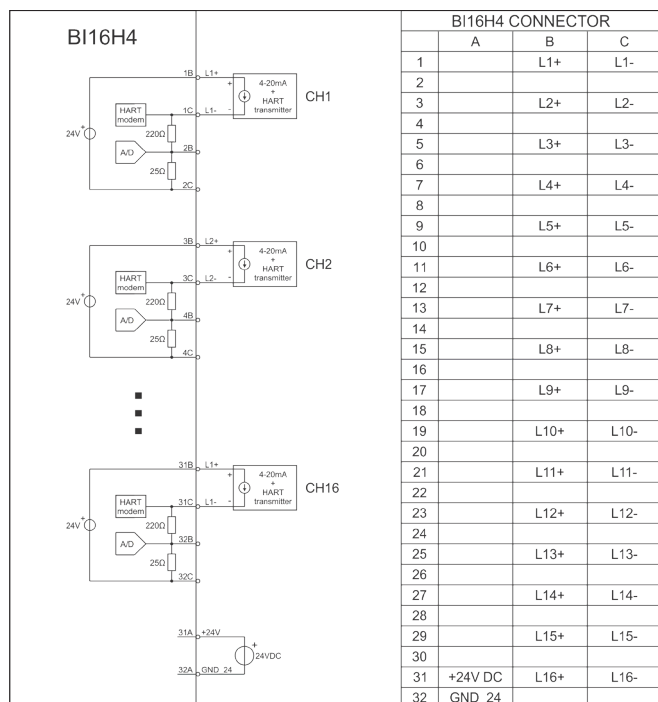 BI16H4
1B L1+
4-20mA
+
HART
transmitter
+
-
CH1
1C L1-
HART
modem
220Ω
24V
+
A/D
2B
25Ω
2C
3B L2+
4-20mA
+
HART
transmitter
+
-
CH2
3C L2-
HART
modem
220Ω
24V
+
A/D
4B
25Ω
4C
31B L1+
4-20mA
+
HART
transmitter
+
-
CH16
31C L1-
HART
modem
220Ω
24V
+
A/D
32B
25Ω
32C
31A +24V
+
24VDC
32A GND_24
BI16H4 CONNECTOR
A B C
1 L1+ L1-
2
3 L2+ L2-
4
5 L3+ L3-
6
7 L4+ L4-
8
9 L5+ L5-
10
11 L6+ L6-
12
13 L7+ L7-
14
15 L8+ L8-
16
17 L9+ L9-
18
19 L10+ L10-
20
21 L11+ L11-
22
23 L12+ L12-
24
25 L13+ L13-
26
27 L14+ L14-
28
29 L15+ L15-
30
31 +24V DC L16+ L16-
32 GND_24